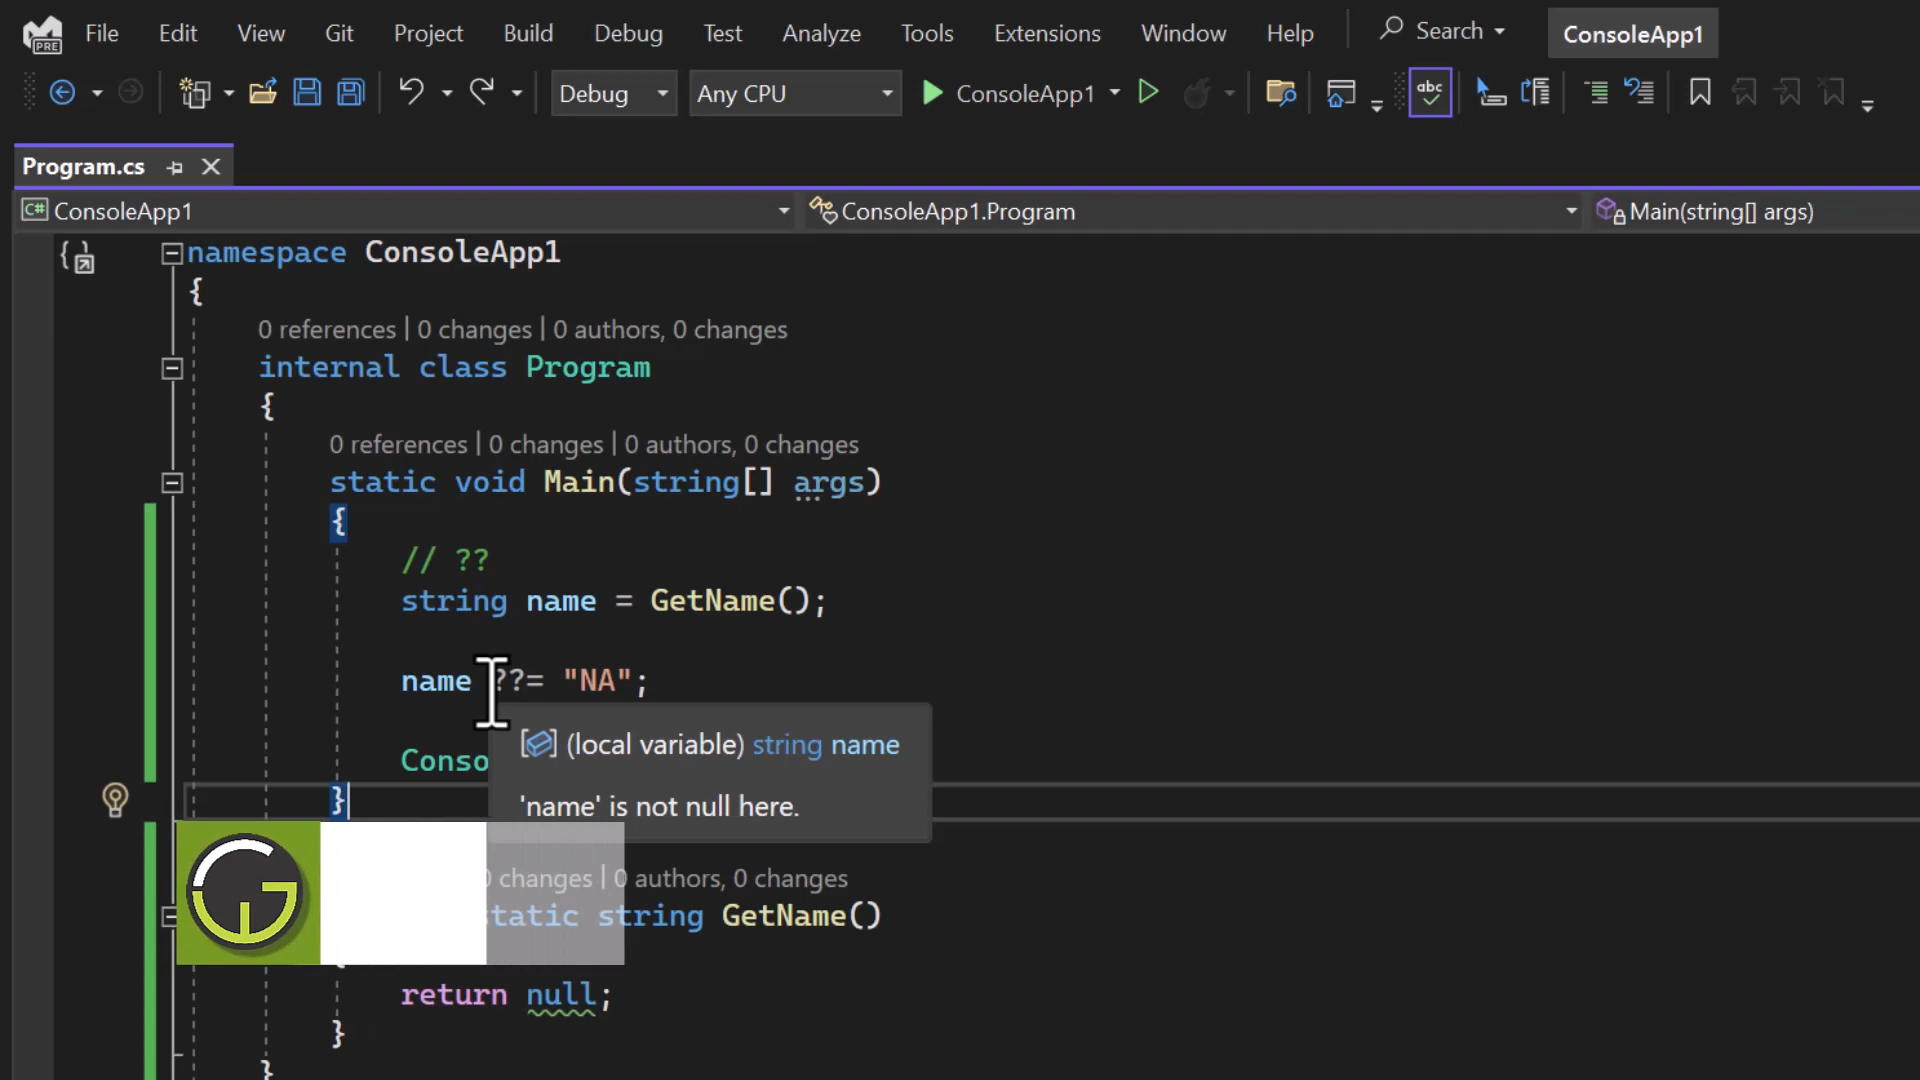 File Edit View Git Project Build Debug Test Analyze Tools Extensions Window Help Search ConsoleApp1
PRE
Debug Any CPU ConsoleApp1 abc
Program.cs
C# ConsoleApp1 ConsoleApp1.Program Main(string[] args)
namespace ConsoleApp1
{
0 references | 0 changes | 0 authors, 0 changes
internal class Program
{
0 references | 0 changes | 0 authors, 0 changes
static void Main(string[] args)
{
// ??
string name = GetName();
name ??= "NA";
(local variable) string name
Conso
'name' is not null here.
}
0 changes | 0 authors, 0 changes
static string GetName()
{
return null;
}
}